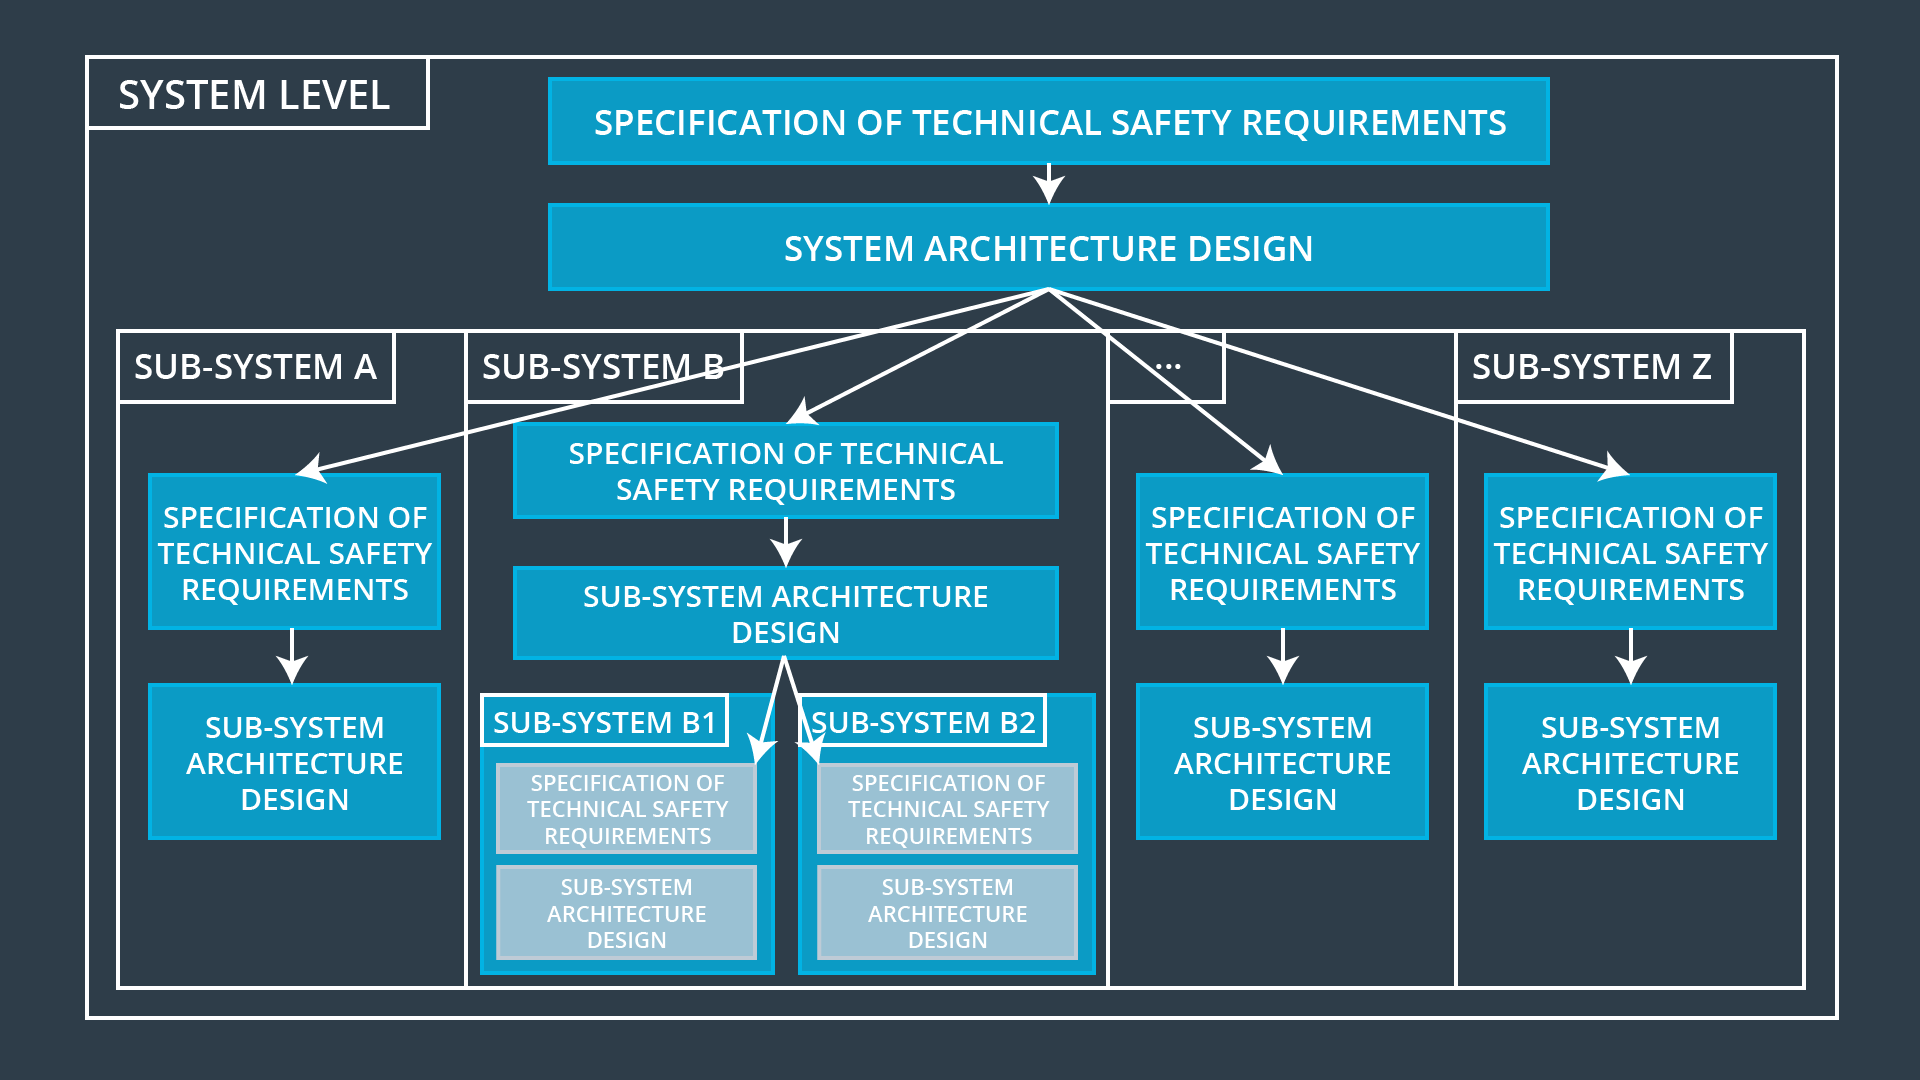 SYSTEM LEVEL
SPECIFICATION OF TECHNICAL SAFETY REQUIREMENTS
SYSTEM ARCHITECTURE DESIGN
SUB-SYSTEM A
SPECIFICATION OF
TECHNICAL SAFETY
REQUIREMENTS
SUB-SYSTEM
ARCHITECTURE
DESIGN
SUB-SYSTEM B
SPECIFICATION OF TECHNICAL
SAFETY REQUIREMENTS
SUB-SYSTEM ARCHITECTURE
DESIGN
SUB-SYSTEM B1
SPECIFICATION OF
TECHNICAL SAFETY
REQUIREMENTS
SUB-SYSTEM
ARCHITECTURE
DESIGN
SUB-SYSTEM B2
SPECIFICATION OF
TECHNICAL SAFETY
REQUIREMENTS
SUB-SYSTEM
ARCHITECTURE
DESIGN
...
SPECIFICATION OF
TECHNICAL SAFETY
REQUIREMENTS
SUB-SYSTEM
ARCHITECTURE
DESIGN
SUB-SYSTEM Z
SPECIFICATION OF
TECHNICAL SAFETY
REQUIREMENTS
SUB-SYSTEM
ARCHITECTURE
DESIGN